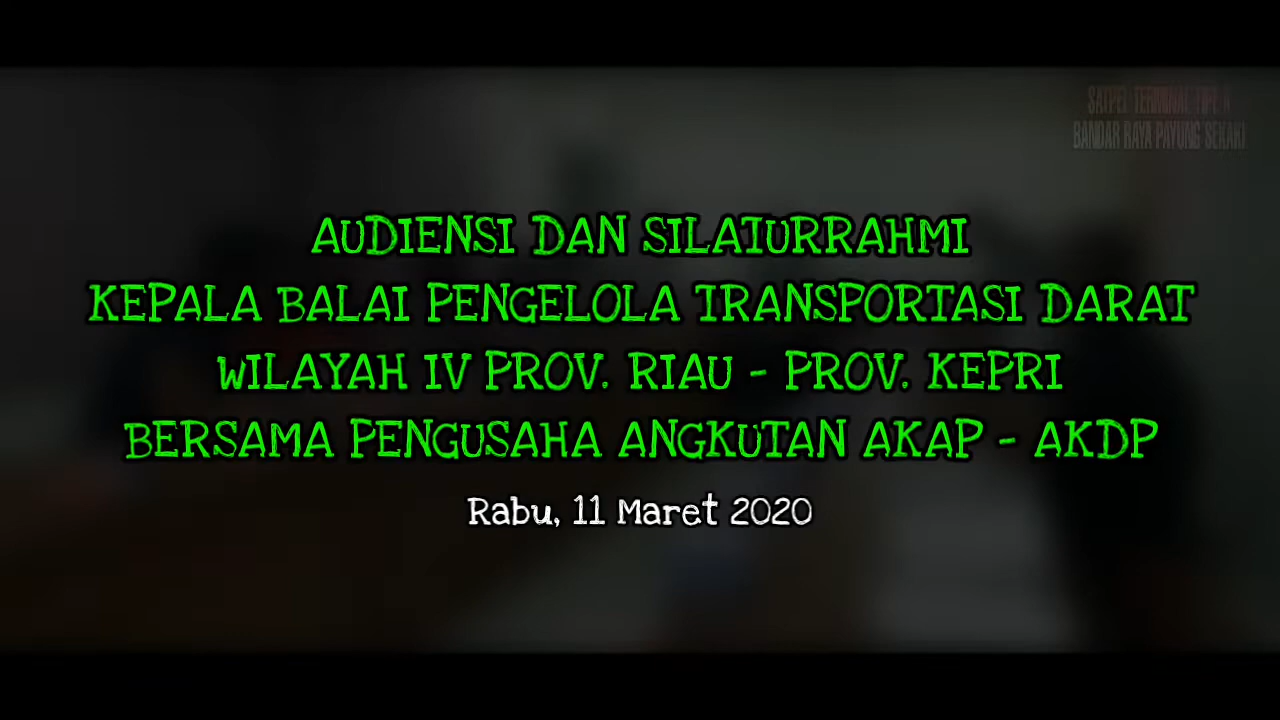 SATPEL TERMINAL TIPE A
BANDAR RAYA PAYUNG SEKAKI
AUDIENSI DAN SILATURRAHMI
KEPALA BALAI PENGELOLA TRANSPORTASI DARAT
WILAYAH IV PROV. RIAU - PROV. KEPRI
BERSAMA PENGUSAHA ANGKUTAN AKAP - AKDP
Rabu, 11 Maret 2020